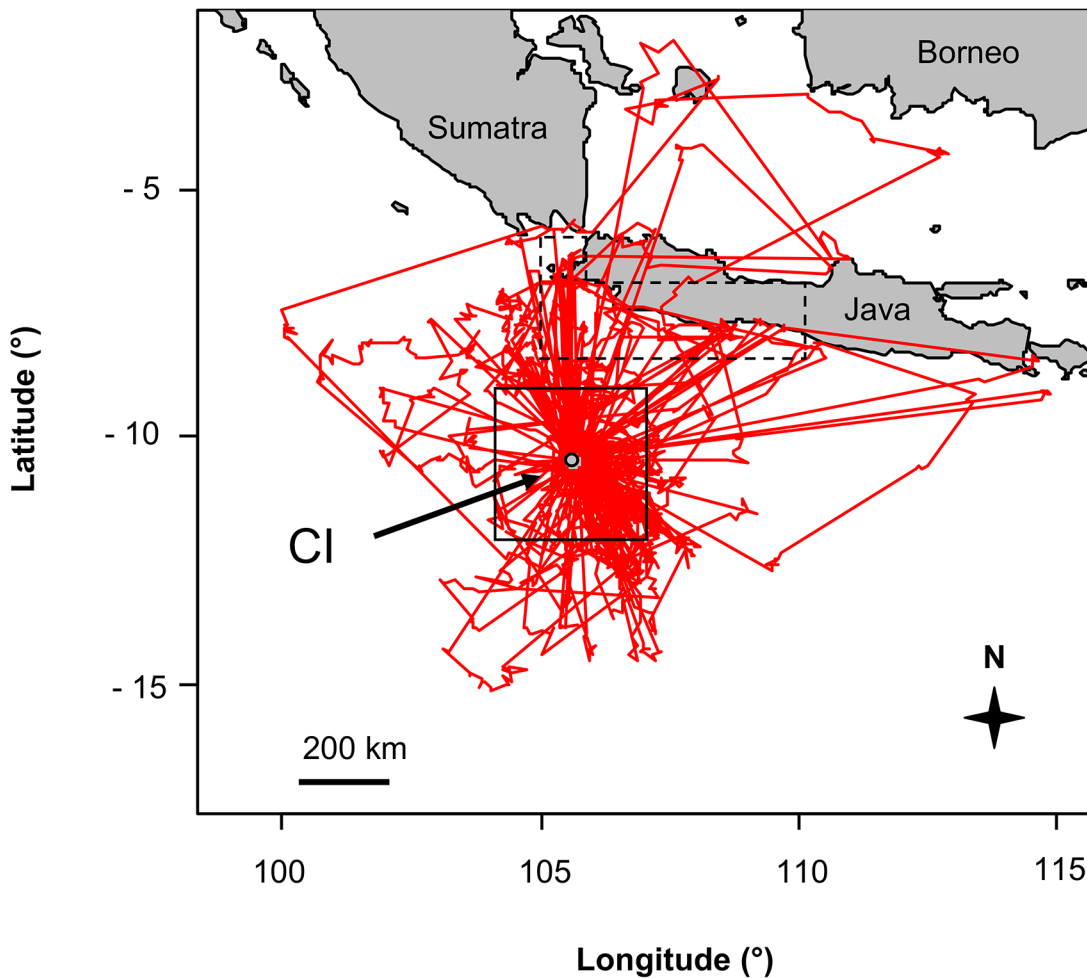 Borneo
Sumatra
- 5
Java
Latitude (°)
- 10
CI
N
- 15
200 km
100
105
110
115
Longitude (°)